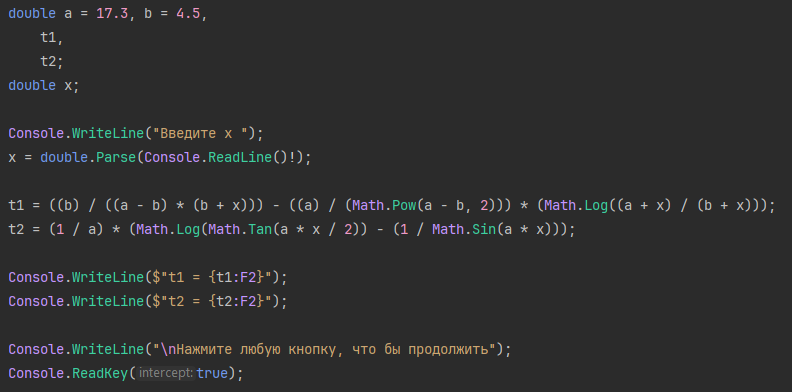 double a = 17.3, b = 4.5,
    t1,
    t2;
double x;

Console.WriteLine("Введите x ");
x = double.Parse(Console.ReadLine()!);

t1 = ((b) / ((a - b) * (b + x))) - ((a) / (Math.Pow(a - b, 2))) * (Math.Log((a + x) / (b + x)));
t2 = (1 / a) * (Math.Log(Math.Tan(a * x / 2)) - (1 / Math.Sin(a * x)));

Console.WriteLine($"t1 = {t1:F2}");
Console.WriteLine($"t2 = {t2:F2}");

Console.WriteLine("\nНажмите любую кнопку, что бы продолжить");
Console.ReadKey(intercept: true);